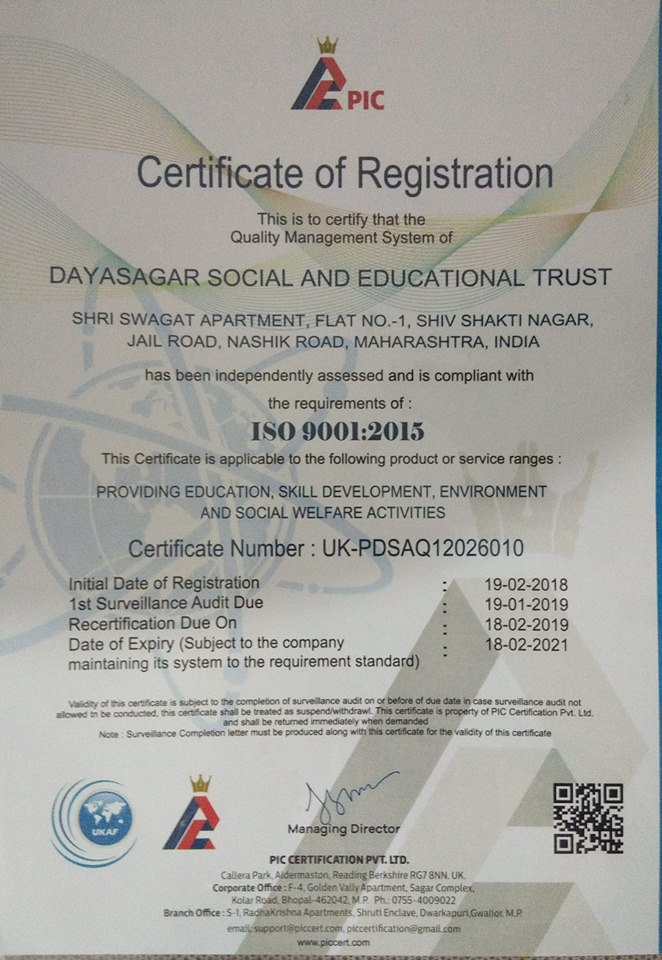 PIC
Certificate of Registration
This is to certify that the
Quality Management System of
DAYASAGAR SOCIAL AND EDUCATIONAL TRUST
SHRI SWAGAT APARTMENT, FLAT NO.-1, SHIV SHAKTI NAGAR,
JAIL ROAD, NASHIK ROAD, MAHARASHTRA, INDIA
has been independently assessed and is compliant with
the requirements of :
ISO 9001:2015
This Certificate is applicable to the following product or service ranges :
PROVIDING EDUCATION, SKILL DEVELOPMENT, ENVIRONMENT
AND SOCIAL WELFARE ACTIVITIES
Certificate Number : UK-PDSAQ12026010
Initial Date of Registration : 19-02-2018
1st Surveillance Audit Due : 19-01-2019
Recertification Due On : 18-02-2019
Date of Expiry (Subject to the company : 18-02-2021
maintaining its system to the requirement standard)
Validity of this certificate is subject to the completion of surveillance audit on or before of due date in case surveillance audit not
allowed to be conducted, this certificate shall be treated as suspend/withdrawl. This certificate is property of PIC Certification Pvt. Ltd.
and shall be returned immediately when demanded
Note : Surveillance Completion letter must be produced along with this certificate for the validity of this certificate
UKAF
Managing Director
PIC CERTIFICATION PVT. LTD.
Callera Park, Aldermaston, Reading Berkshire RG7 8NN. UK.
Corporate Office : F-4, Golden Vally Apartment, Sagar Complex,
Kolar Road, Bhopal-462042, M.P. Ph.: 0755-4009022
Branch Office : S-1, RadhaKrishna Apartments, Shruti Enclave, Dwarkapuri,Gwalior. M.P.
email: support@piccert.com, piccertification@gmail.com
www.piccert.com